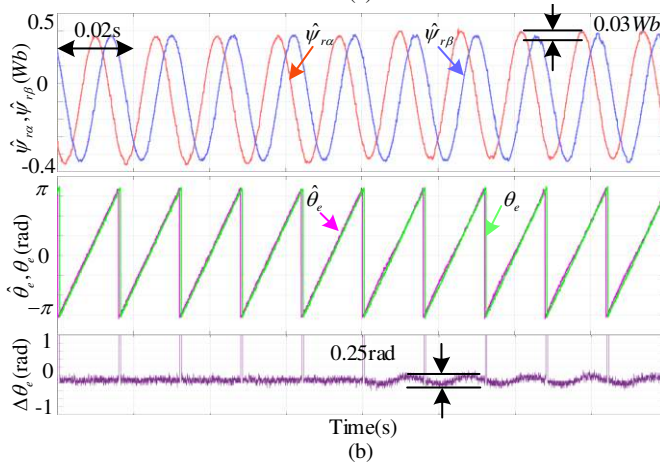 0.5
0.02s
0.03Wb
ψ̂rα
ψ̂rβ
0
-0.4
ψ̂rα,ψ̂rβ(Wb)
π
θ̂e
θe
0
−π
θ̂e,θe(rad)
1
0.25rad
0
-1
Δθe(rad)
Time(s)
(b)